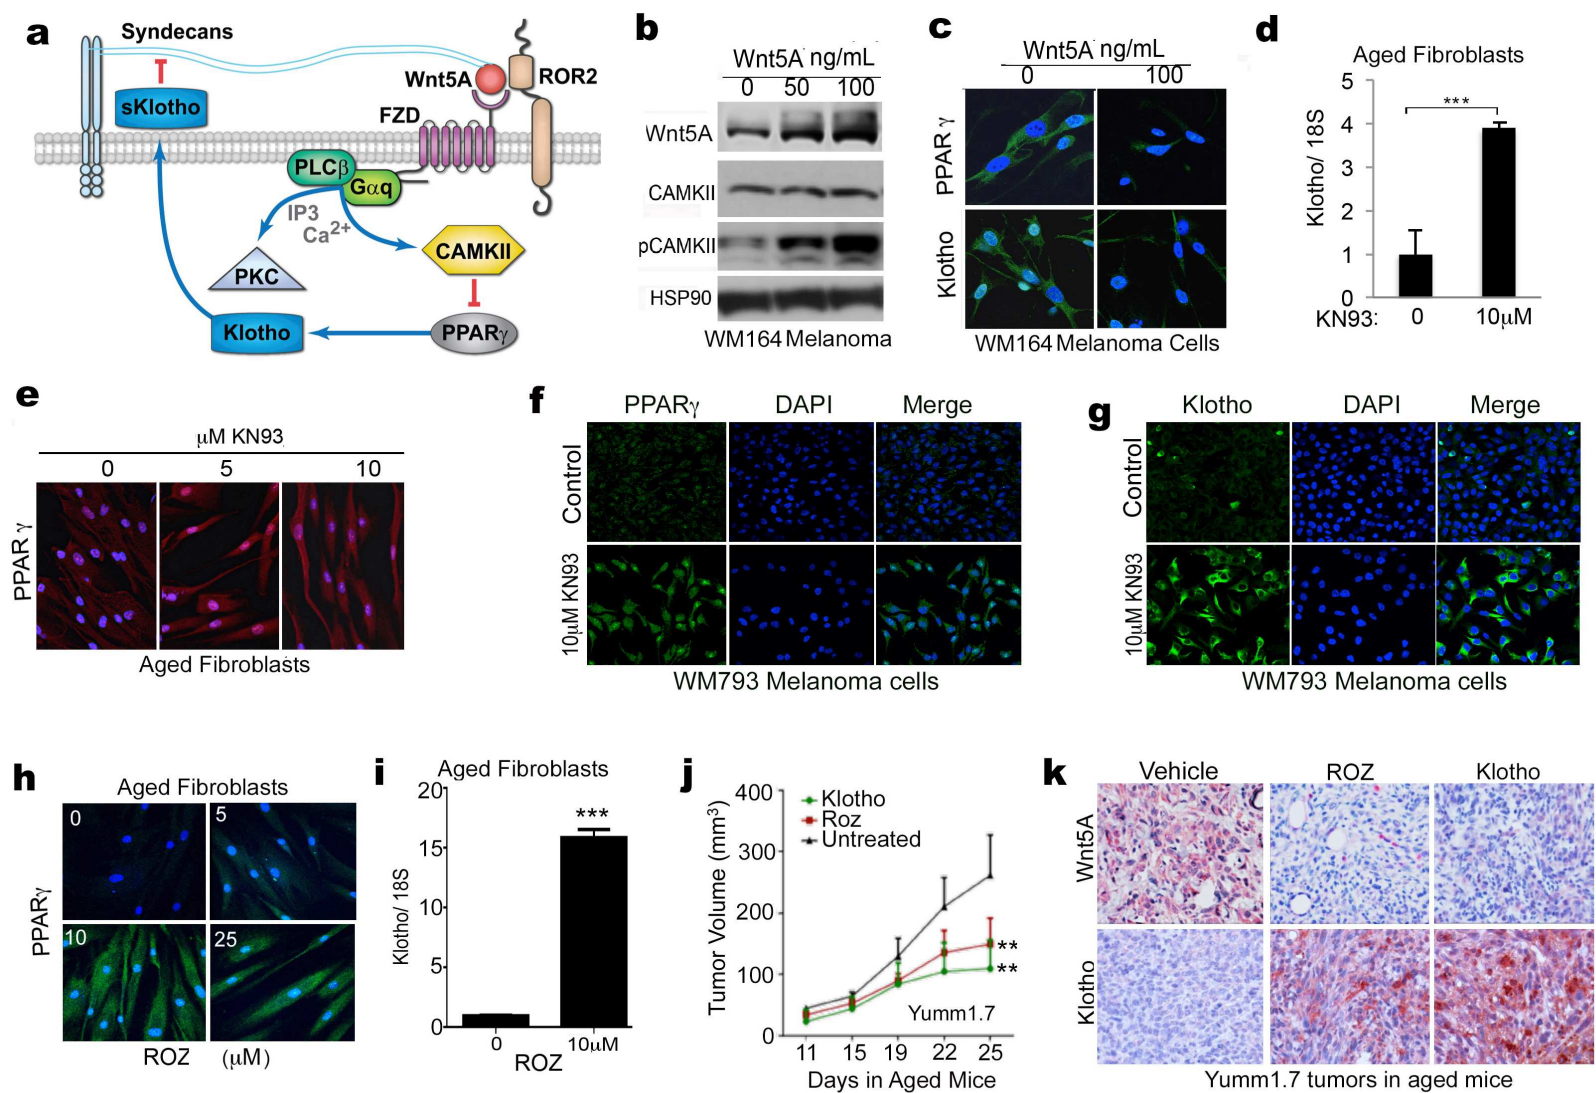 a
Syndecans
sKlotho
Wnt5A
ROR2
FZD
PLCβ
Gαq
IP3
Ca2+
CAMKII
PKC
Klotho
PPARγ
b
Wnt5A ng/mL
0 50 100
Wnt5A
CAMKII
pCAMKII
HSP90
WM164 Melanoma
c
Wnt5A ng/mL
0 100
PPAR γ
Klotho
WM164 Melanoma Cells
d
Aged Fibroblasts
***
Klotho/ 18S
5
4
3
2
1
0
KN93: 0 10μM
e
μM KN93
0 5 10
PPAR γ
Aged Fibroblasts
f
PPARγ DAPI Merge
Control
10μM KN93
WM793 Melanoma cells
g
Klotho DAPI Merge
Control
10μM KN93
WM793 Melanoma cells
h
Aged Fibroblasts
0 5
10 25
PPARγ
ROZ (μM)
i
Aged Fibroblasts
***
Klotho/ 18S
20
15
10
5
0
0 10μM
ROZ
j
Klotho
Roz
Untreated
Tumor Volume (mm3)
400
300
200
100
0
**
**
Yumm1.7
11 15 19 22 25
Days in Aged Mice
k
Vehicle ROZ Klotho
Wnt5A
Klotho
Yumm1.7 tumors in aged mice